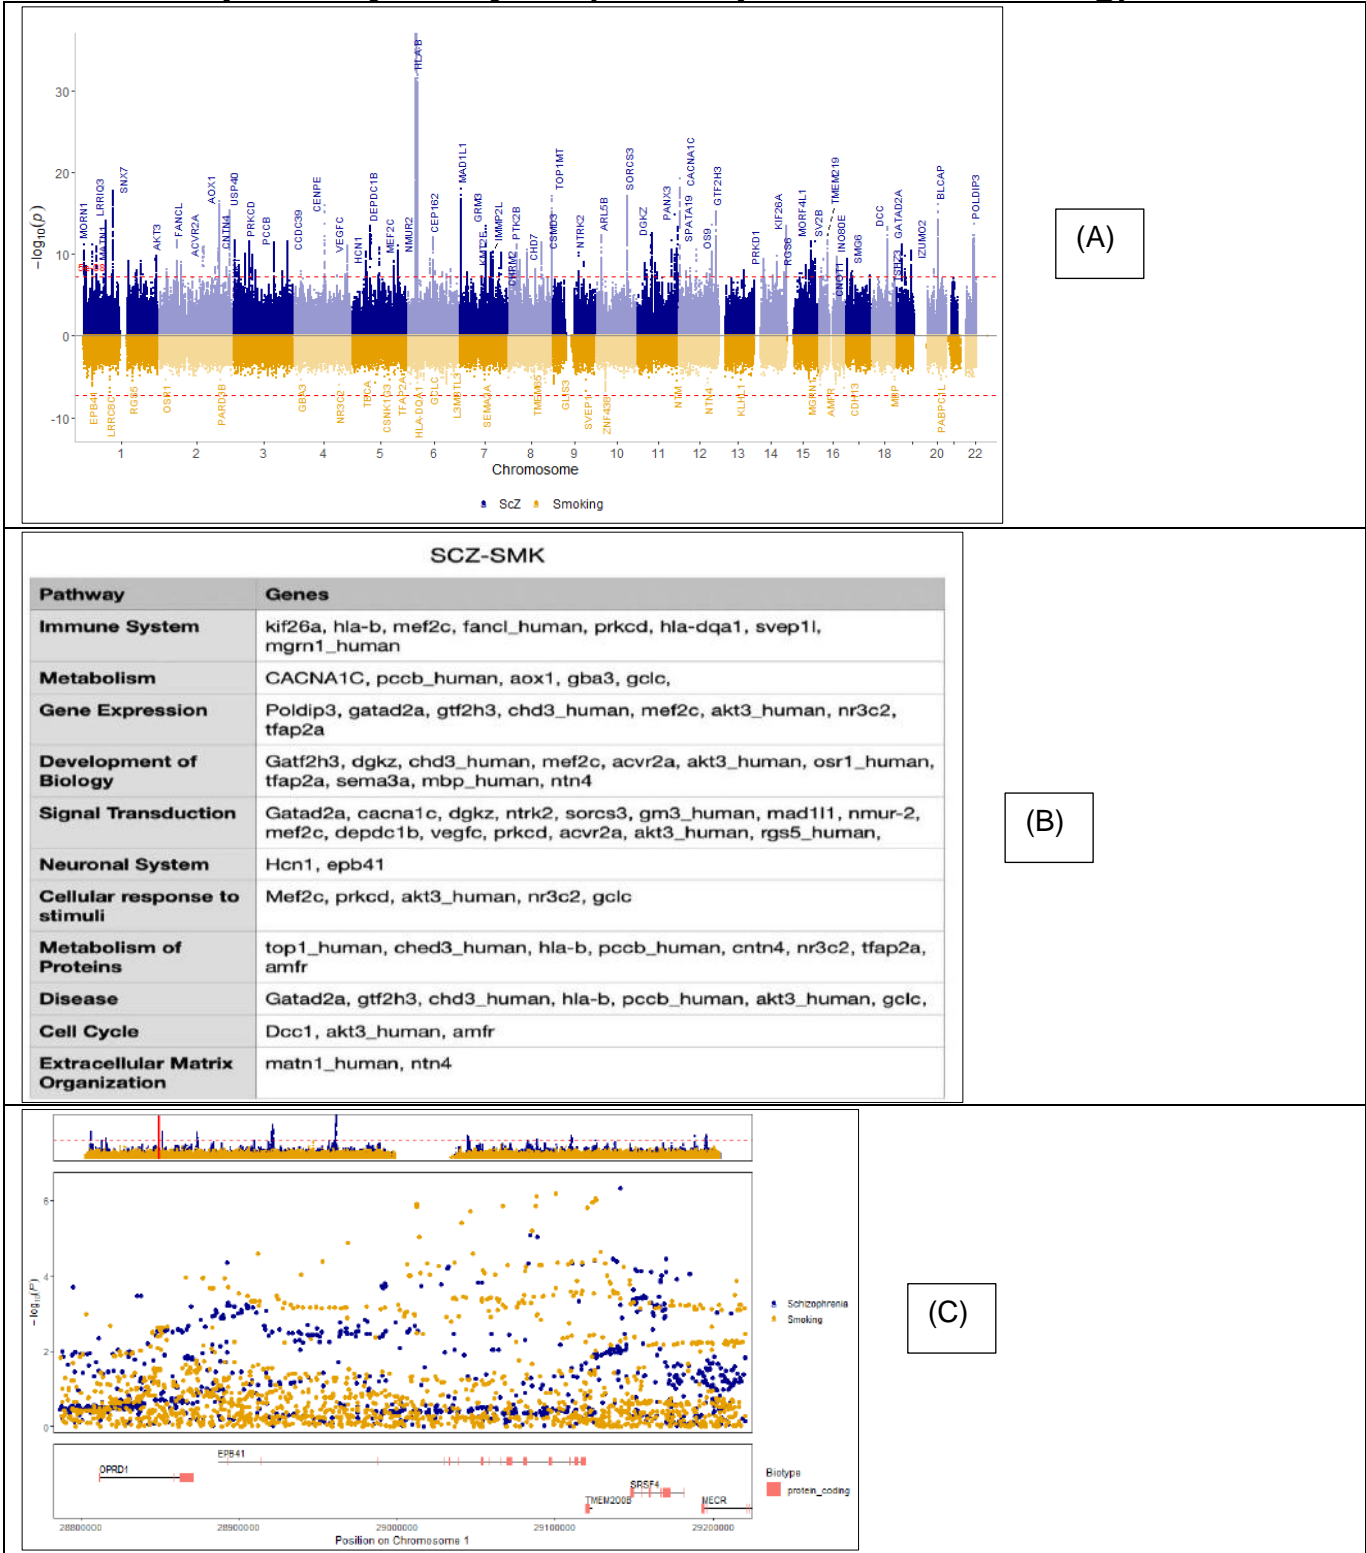 HLA-B
MORN1
LRRIQ3
MATN1
SNX7
AKT3
FANCL
ACVR2A
AOX1
CNTN4
USP40
PRKCD
PCCB
CCDC39
CENPE
VEGFC
HCN1
DEPDC1B
MEF2C
NMUR2
CEP162
MAD1L1
KMT2E
GRM3
IMMP2L
CHRM2
PTK2B
CHD7
CSMD3
TOP1MT
NTRK2
ARL5B
SORCS3
DGKZ
PANX3
SPATA19
CACNA1C
OS9
GTF2H3
PRKD1
KIF26A
RGS6
MORF4L1
SV2B
TMEM219
CNOT1
INO80E
SMG6
DCC
GATAD2A
IZUMO2
BLCAP
POLDIP3
−log10(p)
30
20
10
0
-10
EPB41
LRRC8C
RGS5
OSR1
PARD3B
GBA3
NR3C2
TBCA
CSNK1G3
TFAP2A
HLA-DQA1
GCLC
L3MBTL3
SEMA3A
TMEM65
GLIS3
SVEP1
ZNF438
NTM
NTN4
KLHL1
MGRN1
AMFR
CDH13
MBP
PABPC1L
1 2 3 4 5 6 7 8 9 10 11 12 13 14 15 16 18 20 22
Chromosome
ScZ Smoking
(A)
SCZ-SMK
Pathway Genes
Immune System kif26a, hla-b, mef2c, fancl_human, prkcd, hla-dqa1, svep1l,
mgrn1_human
Metabolism CACNA1C, pccb_human, aox1, gba3, gclc,
Gene Expression Poldip3, gatad2a, gtf2h3, chd3_human, mef2c, akt3_human, nr3c2,
tfap2a
Development of Biology Gatf2h3, dgkz, chd3_human, mef2c, acvr2a, akt3_human, osr1_human,
tfap2a, sema3a, mbp_human, ntn4
Signal Transduction Gatad2a, cacna1c, dgkz, ntrk2, sorcs3, gm3_human, mad1l1, nmur-2,
mef2c, depdc1b, vegfc, prkcd, acvr2a, akt3_human, rgs5_human,
Neuronal System Hcn1, epb41
Cellular response to stimuli Mef2c, prkcd, akt3_human, nr3c2, gclc
Metabolism of Proteins top1_human, ched3_human, hla-b, pccb_human, cntn4, nr3c2, tfap2a,
amfr
Disease Gatad2a, gtf2h3, chd3_human, hla-b, pccb_human, akt3_human, gclc,
Cell Cycle Dcc1, akt3_human, amfr
Extracellular Matrix Organization matn1_human, ntn4
(B)
−log10(P)
6
4
2
0
Schizophrenia
Smoking
(C)
OPRD1
EPB41
TMEM200B
SRSF4
MECR
Biotype
protein_coding
28800000 28900000 29000000 29100000 29200000
Position on Chromosome 1